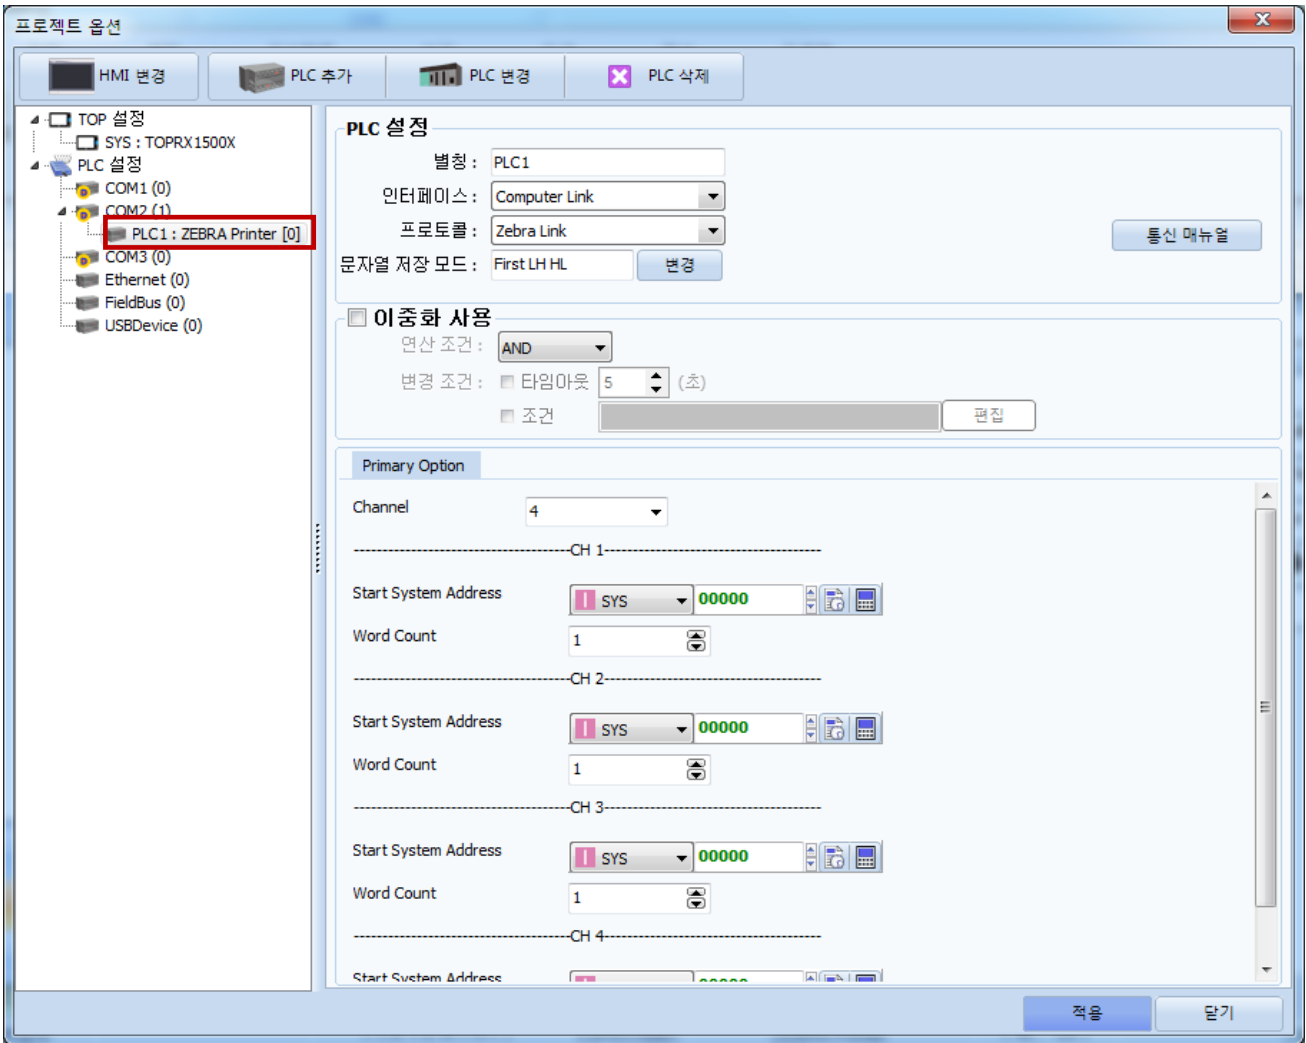 프로젝트 옵션
HMI 변경 PLC 추가 PLC 변경 PLC 삭제
TOP 설정
SYS : TOPRX1500X
PLC 설정
COM1 (0)
COM2 (1)
PLC1 : ZEBRA Printer [0]
COM3 (0)
Ethernet (0)
FieldBus (0)
USBDevice (0)
PLC 설정
별칭 : PLC1
인터페이스 : Computer Link
프로토콜 : Zebra Link
통신 매뉴얼
문자열 저장 모드 : First LH HL 변경
이중화 사용
연산 조건 : AND
변경 조건 : 타임아웃 5 (초)
조건 편집
Primary Option
Channel 4
----------------------------------------CH 1----------------------------------------
Start System Address SYS 00000
Word Count 1
----------------------------------------CH 2----------------------------------------
Start System Address SYS 00000
Word Count 1
----------------------------------------CH 3----------------------------------------
Start System Address SYS 00000
Word Count 1
----------------------------------------CH 4----------------------------------------
Start System Address 00000
적용 닫기